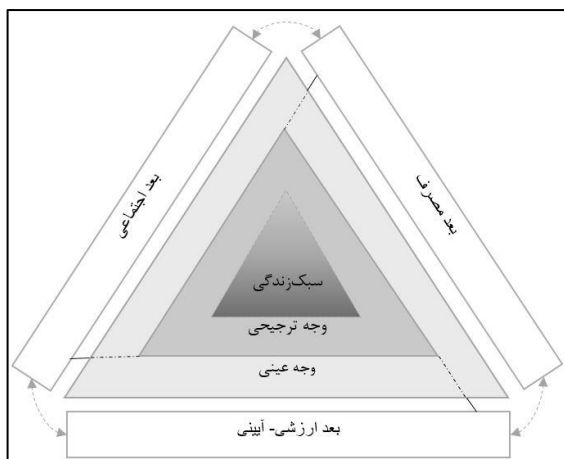 بعد اجتماعی
بعد مصرف
سبک‌زندگی
وجه ترجیحی
وجه عینی
بعد ارزشی- آیینی